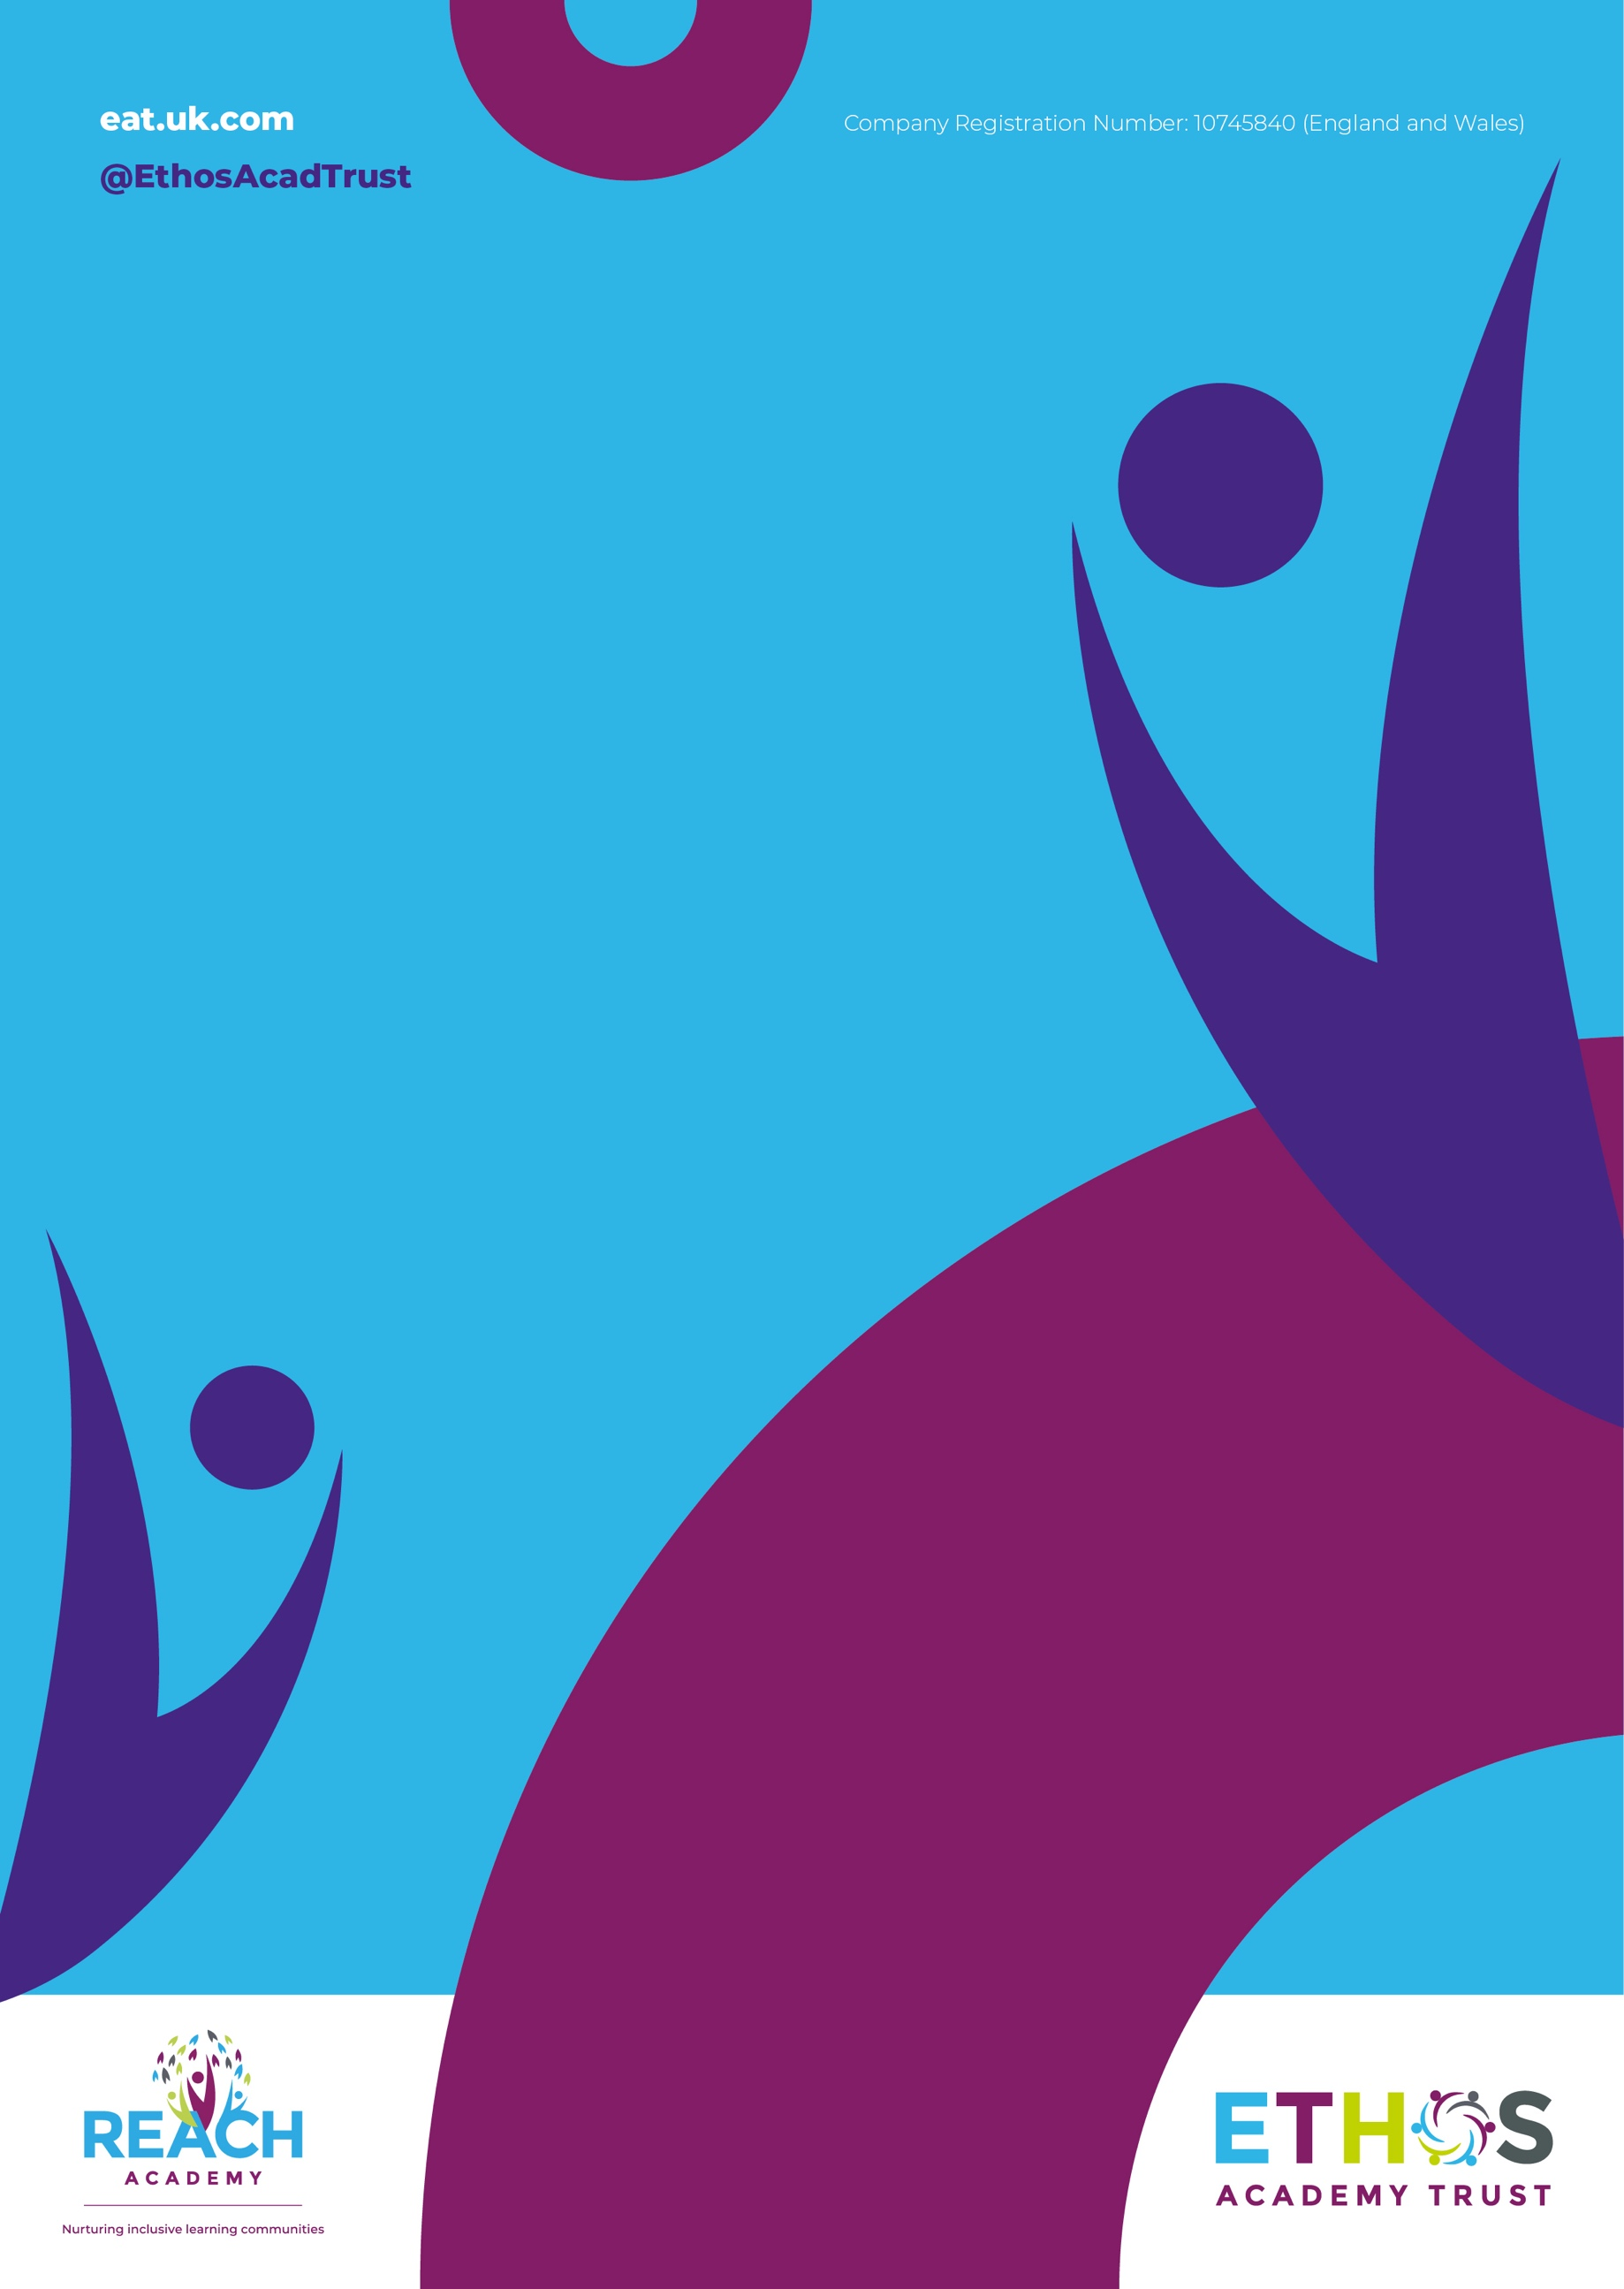 eat.uk.com
@EthosAcadTrust
Company Registration Number: 10745840 (England and Wales)
REACH
ACADEMY
Nurturing inclusive learning communities
ETHOS
ACADEMY TRUST